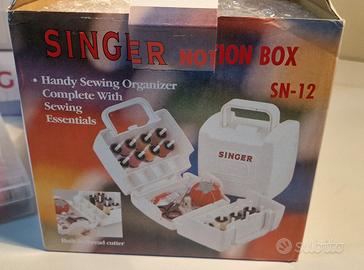 SINGER NOTION BOX
SN-12
• Handy Sewing Organizer
Complete With
Sewing
Essentials
SINGER
Built-in thread cutter
subito